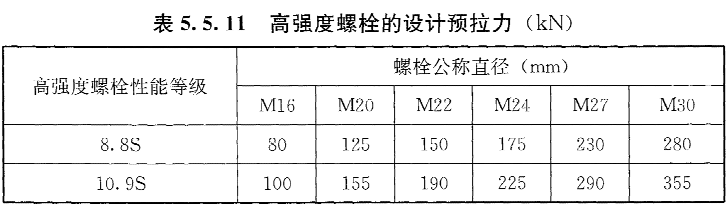 表 5.5.11 高强度螺栓的设计预拉力（kN）
高强度螺栓性能等级 螺栓公称直径（mm）
M16 M20 M22 M24 M27 M30
8.8S 80 125 150 175 230 280
10.9S 100 155 190 225 290 355